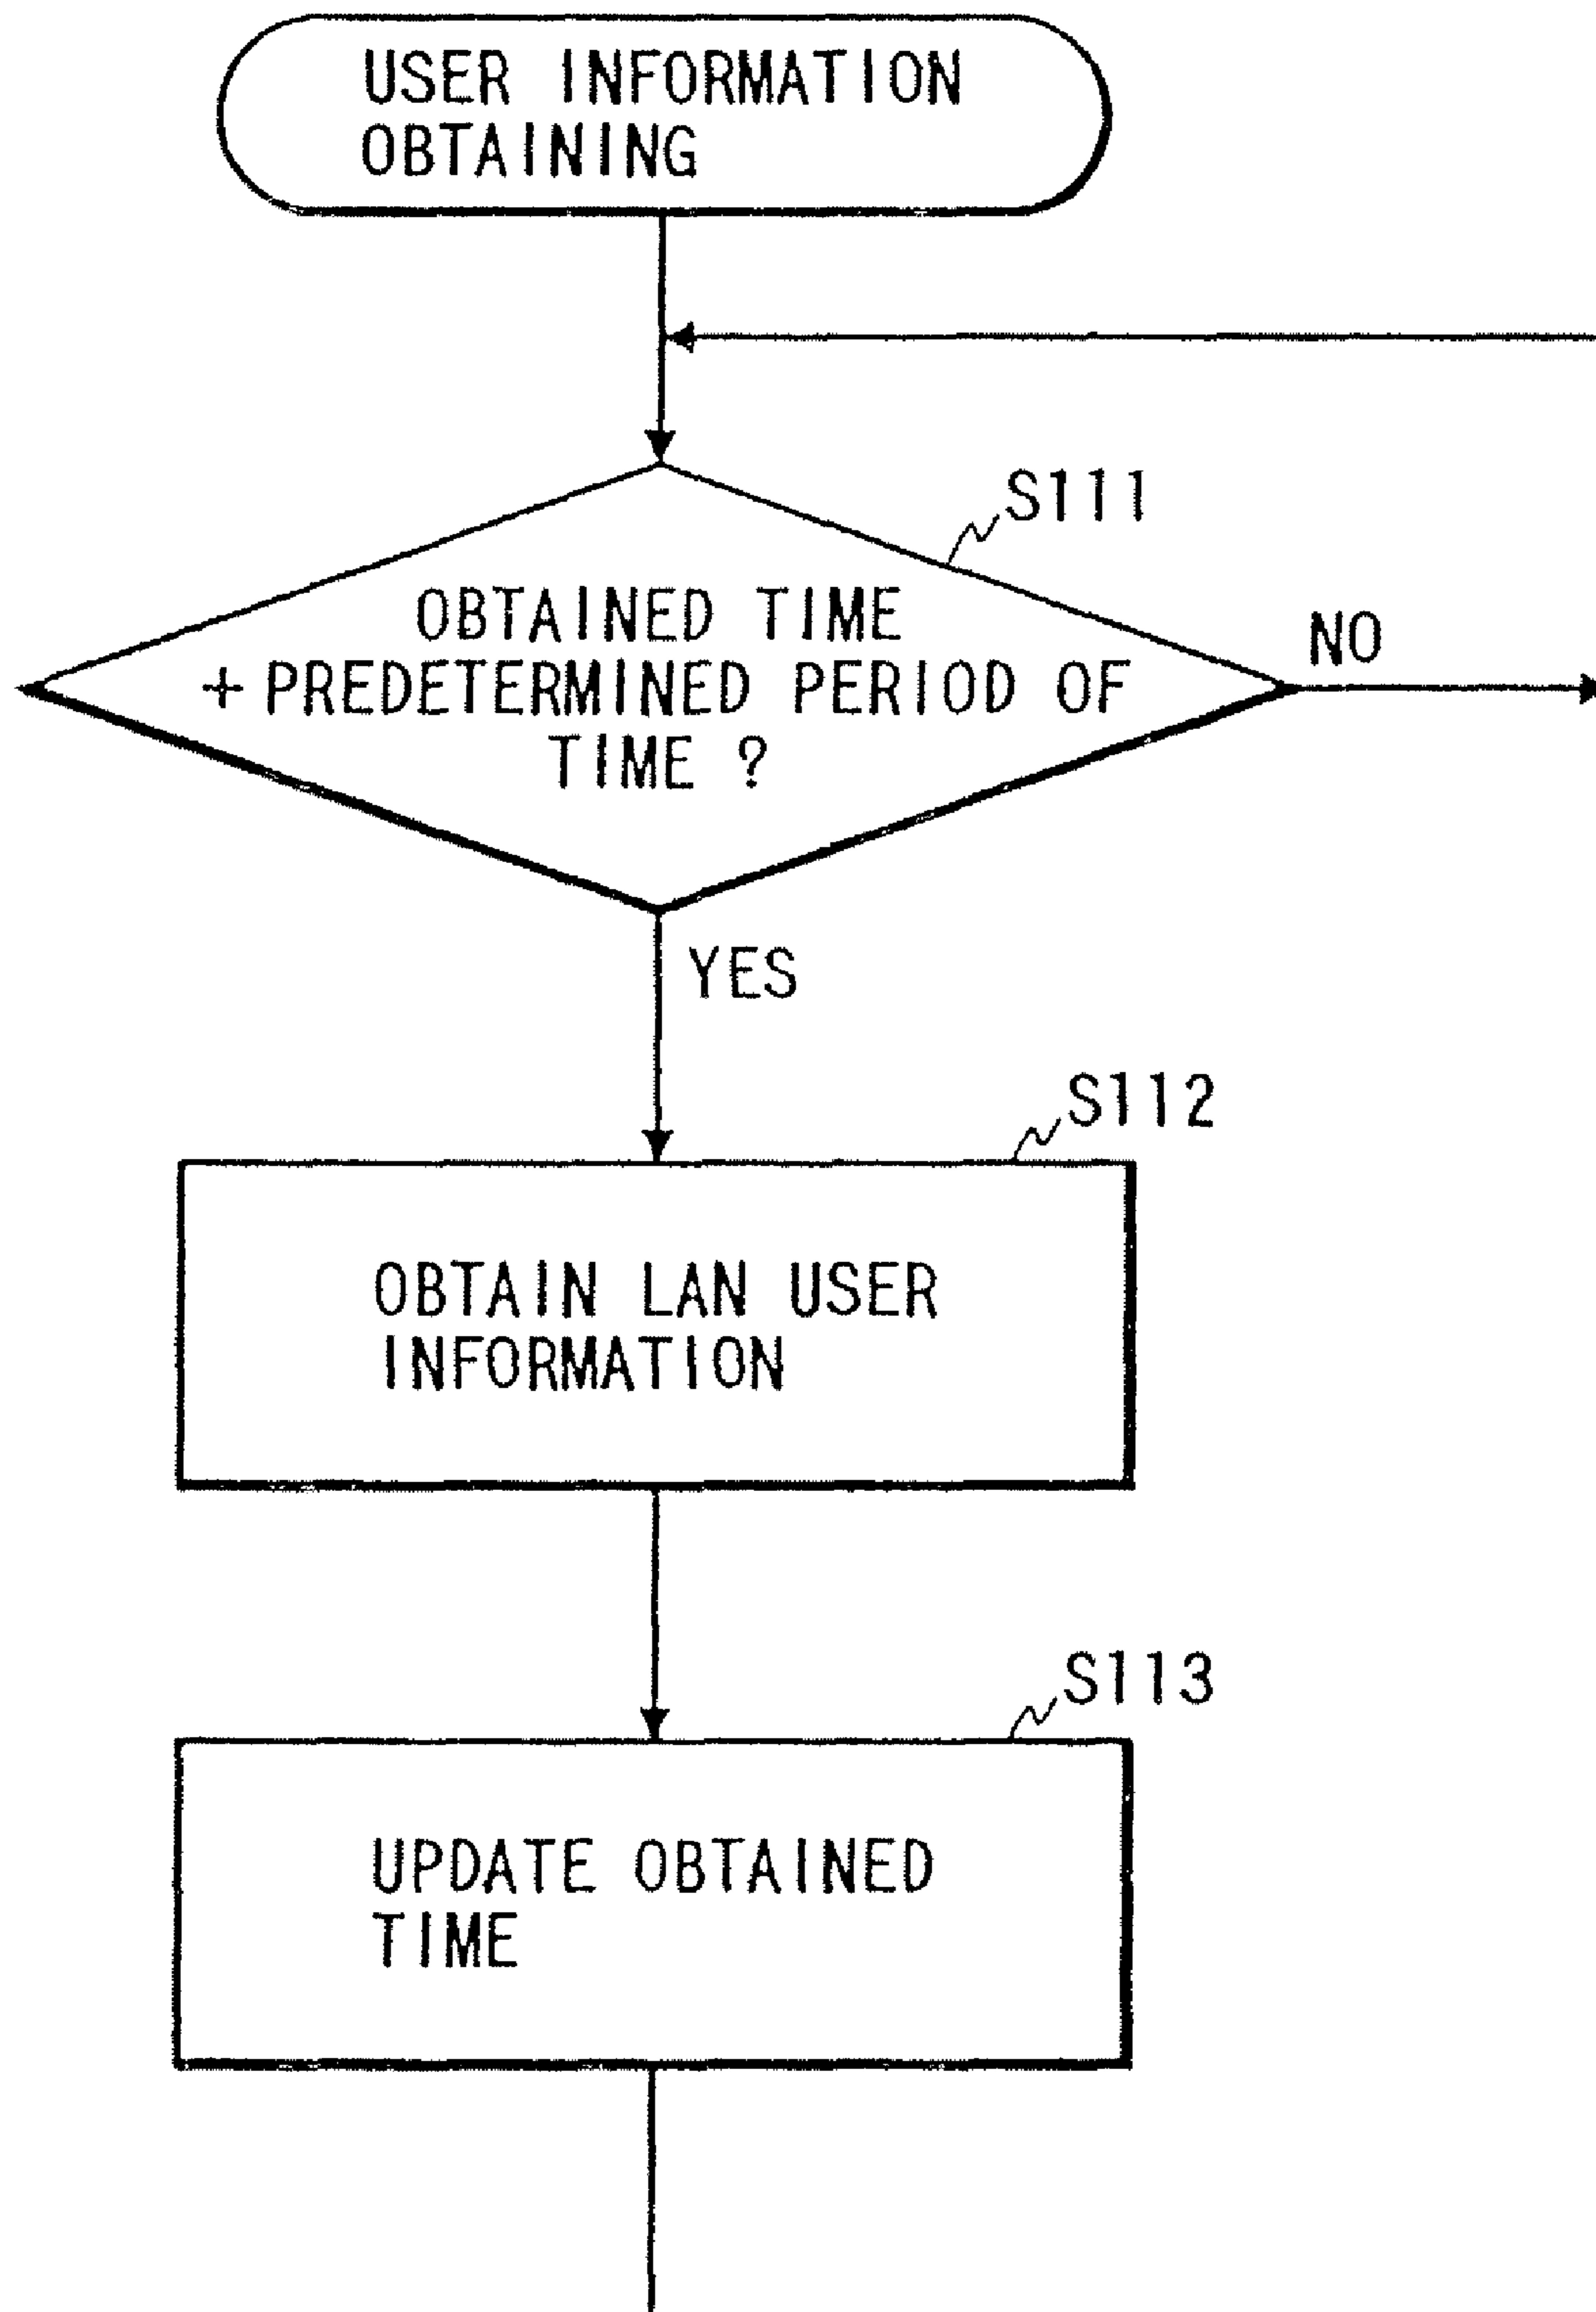 USER INFORMATION
OBTAINING
S111
OBTAINED TIME
+ PREDETERMINED PERIOD OF
TIME ?
NO
YES
S112
OBTAIN LAN USER
INFORMATION
S113
UPDATE OBTAINED
TIME